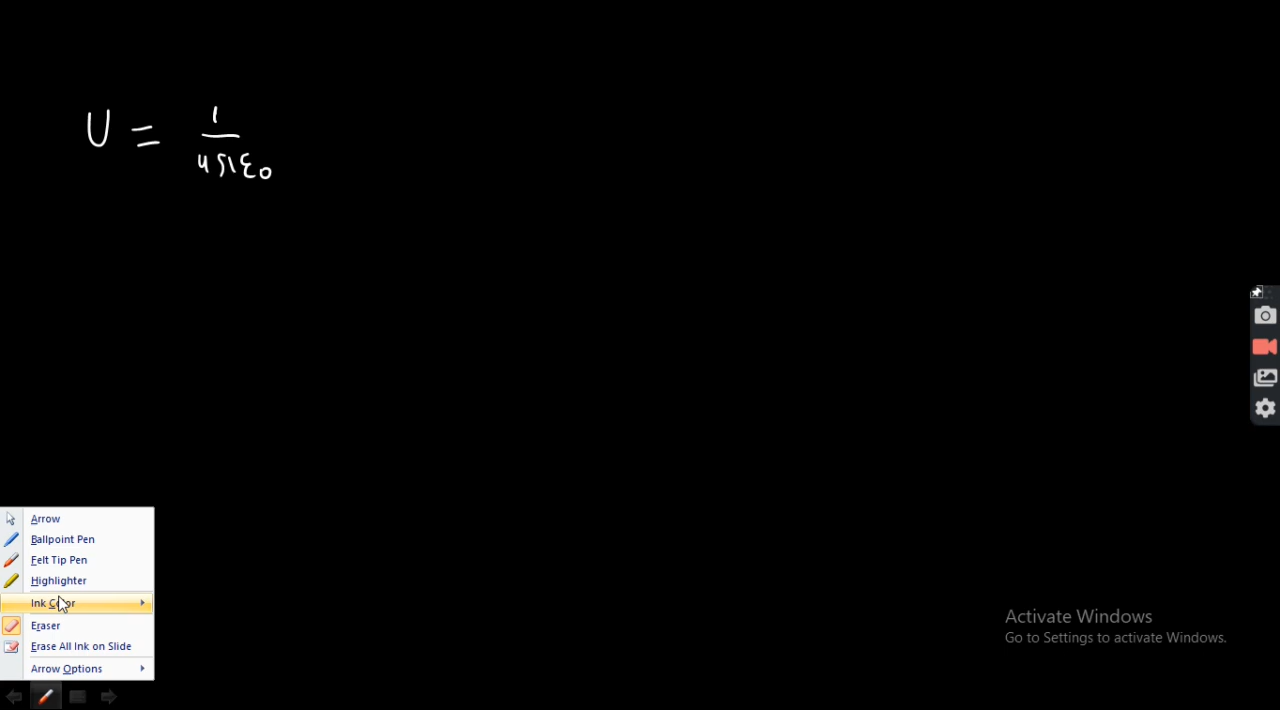 U = 1/4πε₀
Arrow
Ballpoint Pen
Felt Tip Pen
Highlighter
Ink Color
Eraser
Erase All Ink on Slide
Arrow Options
Activate Windows
Go to Settings to activate Windows.